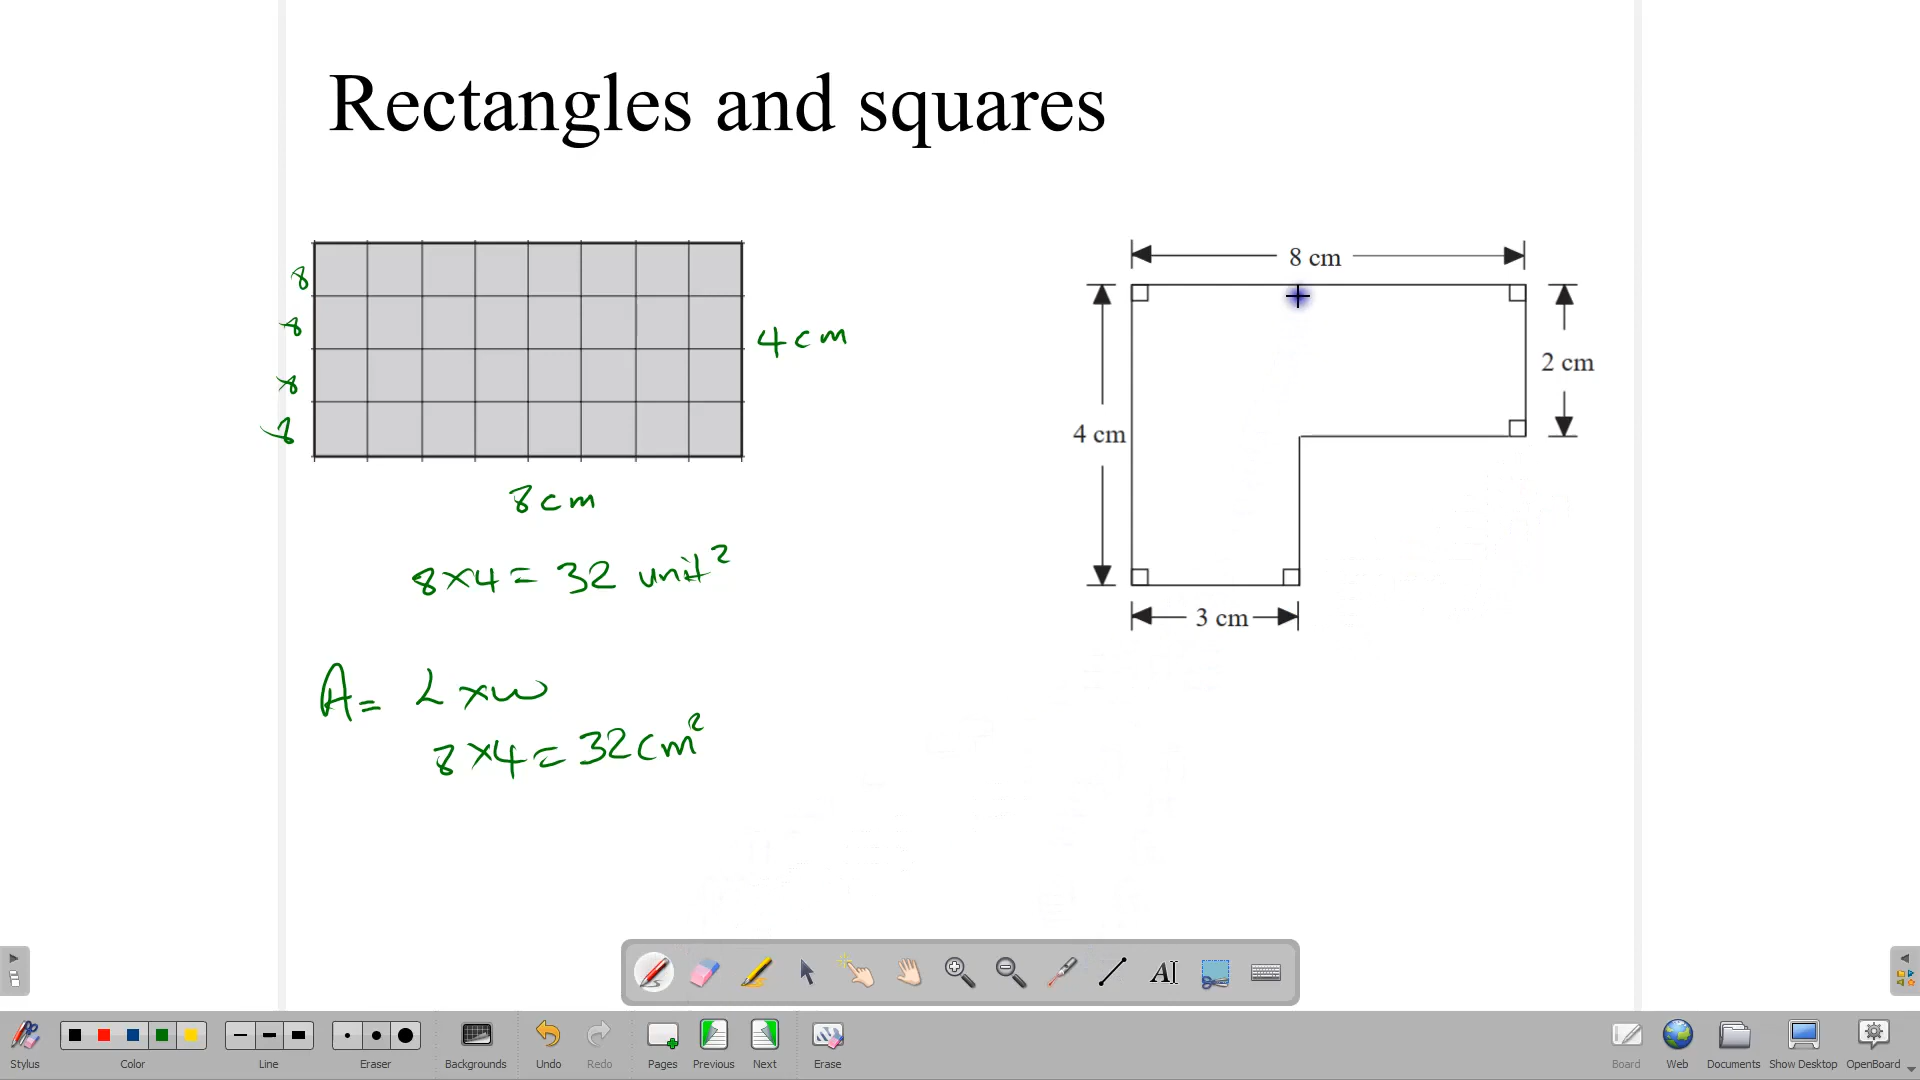 Rectangles and squares
8
8
8
8
4 cm
8 cm
8×4 = 32 unit²
A = L × w
8×4 = 32 cm²
8 cm
2 cm
4 cm
3 cm
AI
Stylus
Color
Line
Eraser
Backgrounds
Undo
Redo
Pages
Previous
Next
Erase
Board
Web
Documents
Show Desktop
OpenBoard